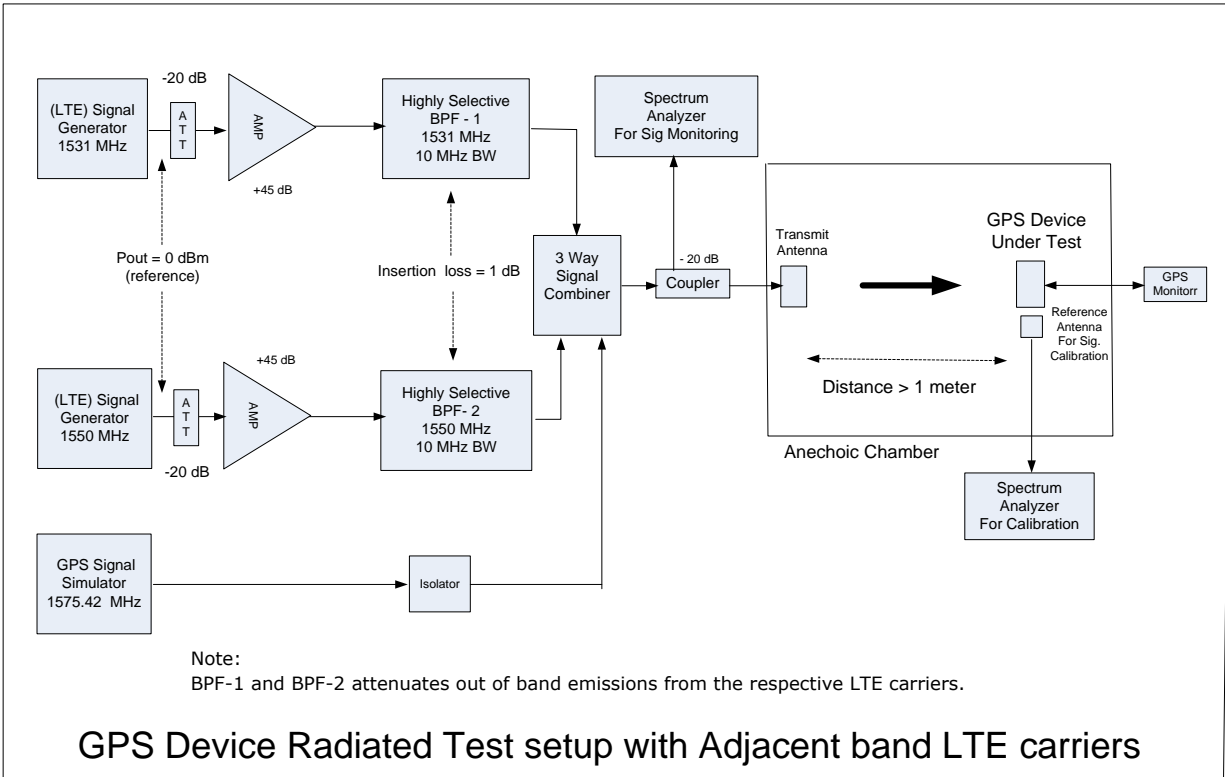 -20 dB
(LTE) Signal
Generator
1531 MHz
A
T
T
AMP
+45 dB
Highly Selective
BPF - 1
1531 MHz
10 MHz BW
Spectrum
Analyzer
For Sig Monitoring
Pout = 0 dBm
(reference)
Insertion loss = 1 dB
3 Way
Signal
Combiner
- 20 dB
Coupler
Transmit
Antenna
GPS Device
Under Test
GPS
Monitorr
Reference
Antenna
For Sig.
Calibration
Distance > 1 meter
Anechoic Chamber
Spectrum
Analyzer
For Calibration
(LTE) Signal
Generator
1550 MHz
A
T
T
-20 dB
+45 dB
AMP
Highly Selective
BPF- 2
1550 MHz
10 MHz BW
GPS Signal
Simulator
1575.42 MHz
Isolator
Note:
BPF-1 and BPF-2 attenuates out of band emissions from the respective LTE carriers.
GPS Device Radiated Test setup with Adjacent band LTE carriers